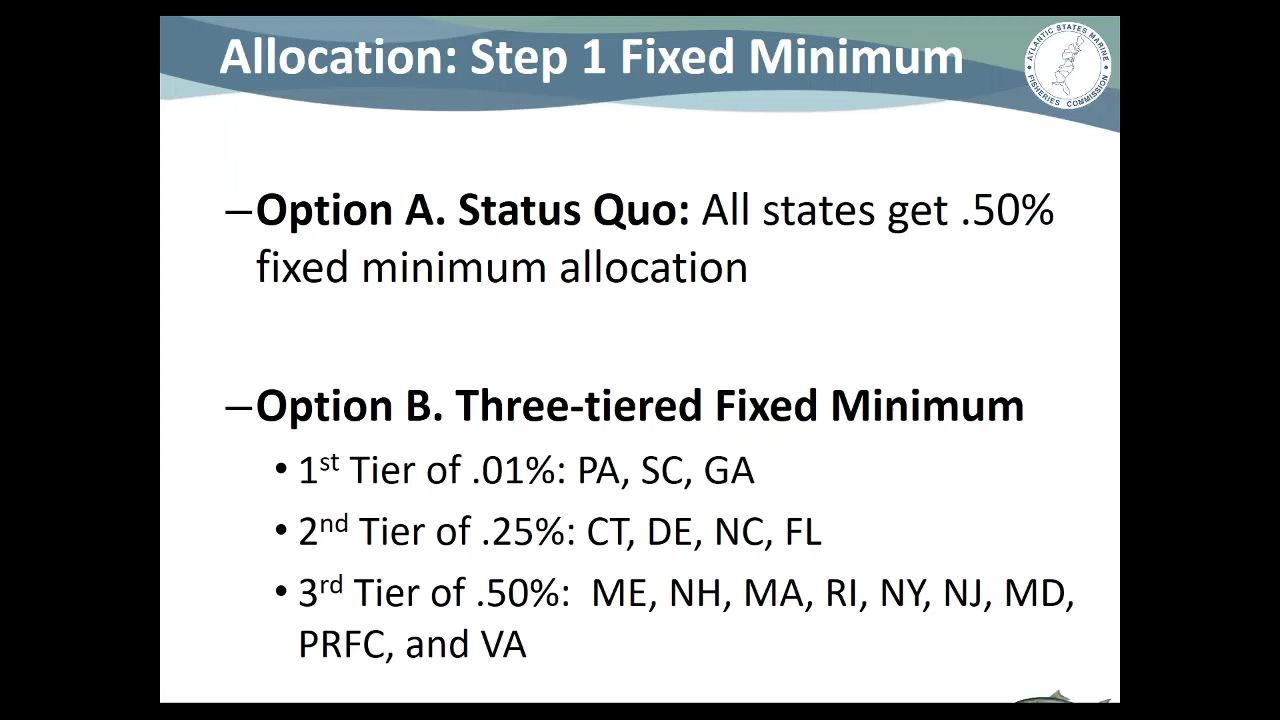 Allocation: Step 1 Fixed Minimum
ATLANTIC STATES MARINE
FISHERIES COMMISSION
–Option A. Status Quo: All states get .50%
fixed minimum allocation
–Option B. Three-tiered Fixed Minimum
• 1st Tier of .01%: PA, SC, GA
• 2nd Tier of .25%: CT, DE, NC, FL
• 3rd Tier of .50%: ME, NH, MA, RI, NY, NJ, MD,
PRFC, and VA